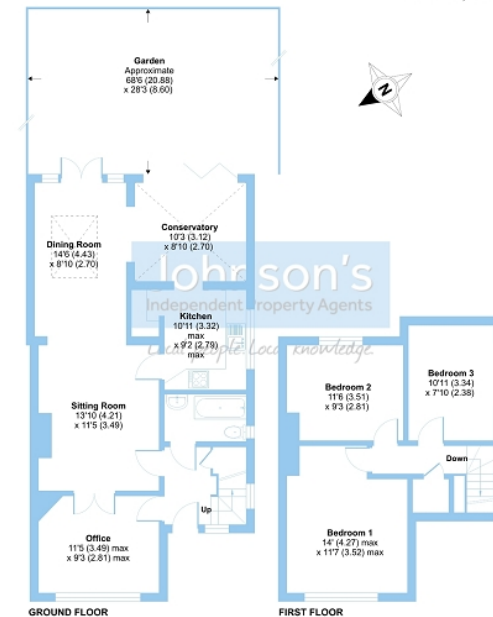 Garden
Approximate
68'6 (20.88)
x 28'3 (8.60)
N
Conservatory
10'3 (3.12)
x 8'10 (2.70)
Dining Room
14'6 (4.43)
x 8'10 (2.70)
Johnson's
Independent Property Agents
Local people. Local knowledge.
Kitchen
10'11 (3.32)
max
x 9'2 (2.79)
max
Sitting Room
13'10 (4.21)
x 11'5 (3.49)
Up
Office
11'5 (3.49) max
x 9'3 (2.81) max
GROUND FLOOR
Bedroom 2
11'6 (3.51)
x 9'3 (2.81)
Bedroom 3
10'11 (3.34)
x 7'10 (2.38)
Down
Bedroom 1
14' (4.27) max
x 11'7 (3.52) max
FIRST FLOOR